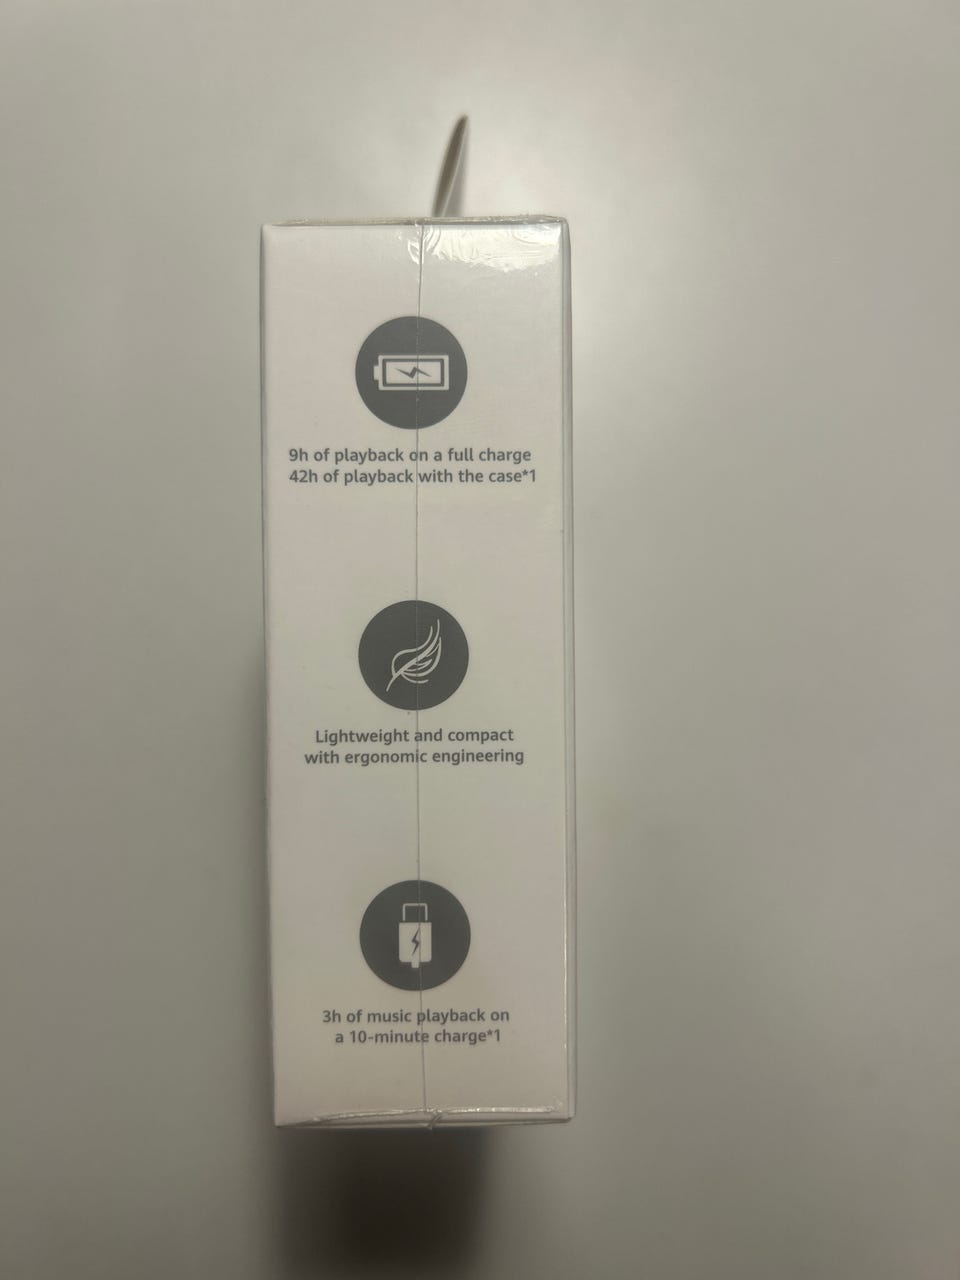 9h of playback on a full charge
42h of playback with the case*1
Lightweight and compact
with ergonomic engineering
3h of music playback on
a 10-minute charge*1